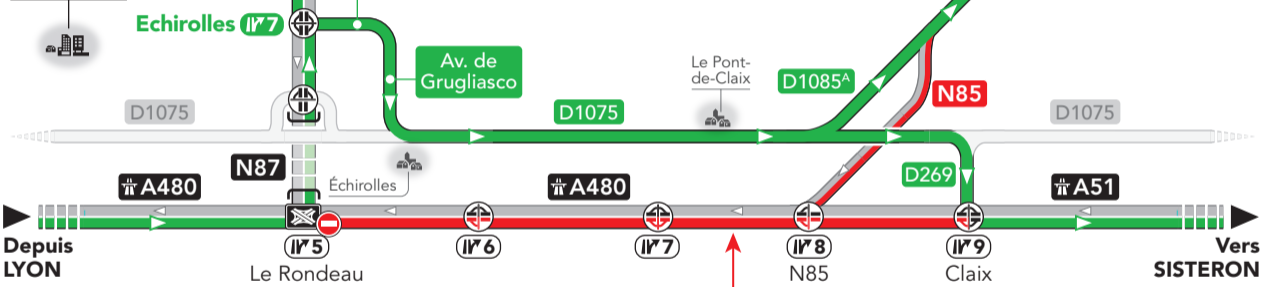 Echirolles 7
Av. de
Grugliasco
Le Pont-
de-Claix
D1085ᴬ
N85
D1075
D1075
D1075
N87
Échirolles
D269
A480
A480
A51
Depuis
LYON
5
6
7
8
9
Le Rondeau
N85
Claix
Vers
SISTERON